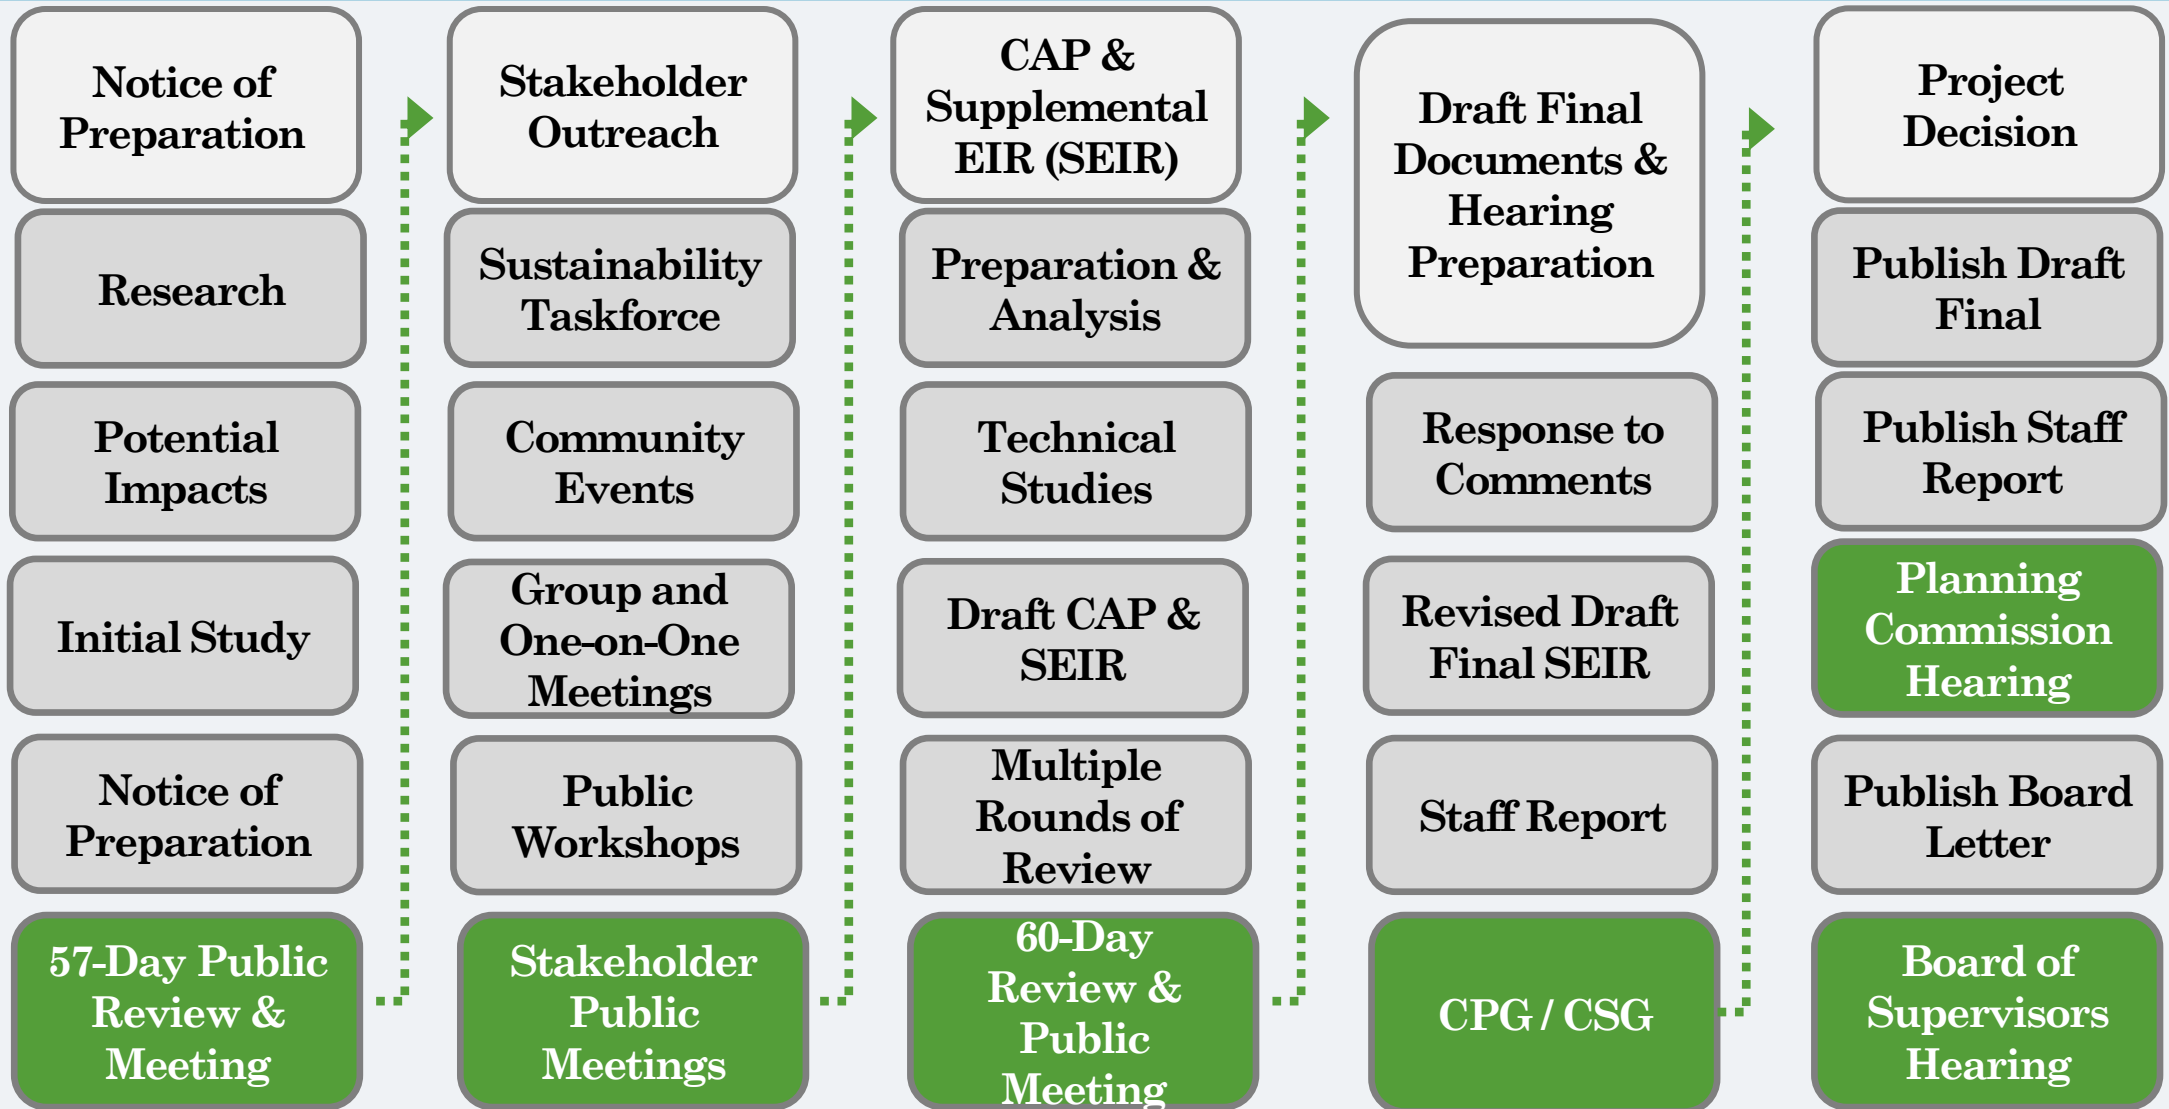 Notice of
Preparation
Research
Potential
Impacts
Initial Study
Notice of
Preparation
57-Day Public
Review &
Meeting
Stakeholder
Outreach
Sustainability
Taskforce
Community
Events
Group and
One-on-One
Meetings
Public
Workshops
Stakeholder
Public
Meetings
CAP &
Supplemental
EIR (SEIR)
Preparation &
Analysis
Technical
Studies
Draft CAP &
SEIR
Multiple
Rounds of
Review
60-Day
Review &
Public
Meeting
Draft Final
Documents &
Hearing
Preparation
Response to
Comments
Revised Draft
Final SEIR
Staff Report
CPG / CSG
Project
Decision
Publish Draft
Final
Publish Staff
Report
Planning
Commission
Hearing
Publish Board
Letter
Board of
Supervisors
Hearing